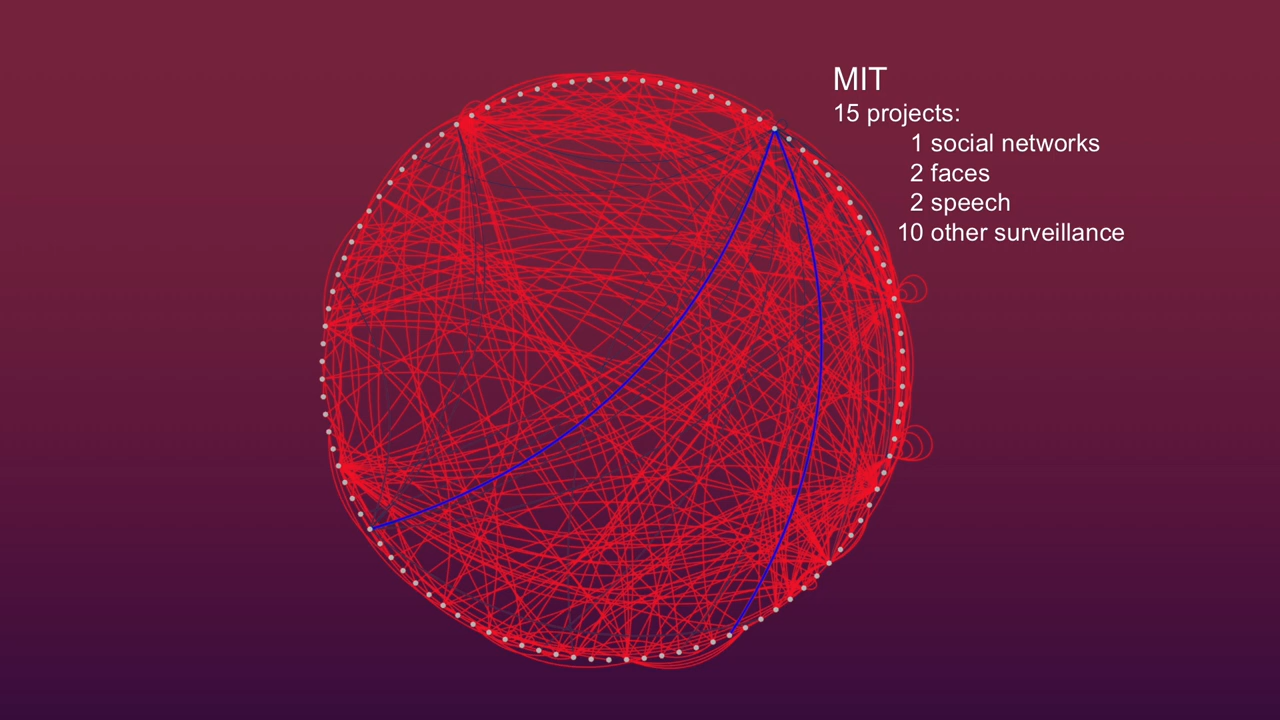 MIT
15 projects:
1 social networks
2 faces
2 speech
10 other surveillance